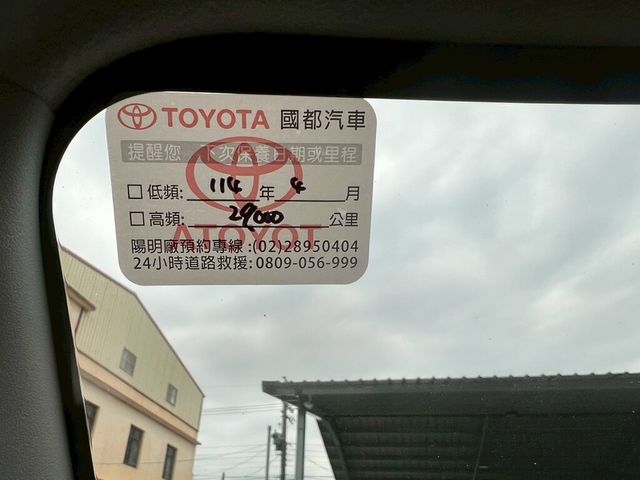 TOYOTA 國都汽車
提醒您 下次保養日期或里程
□ 低頻: 114 年 4 月
□ 高頻: 29,000 公里
陽明廠預約專線:(02)28950404
24小時道路救援:0809-056-999